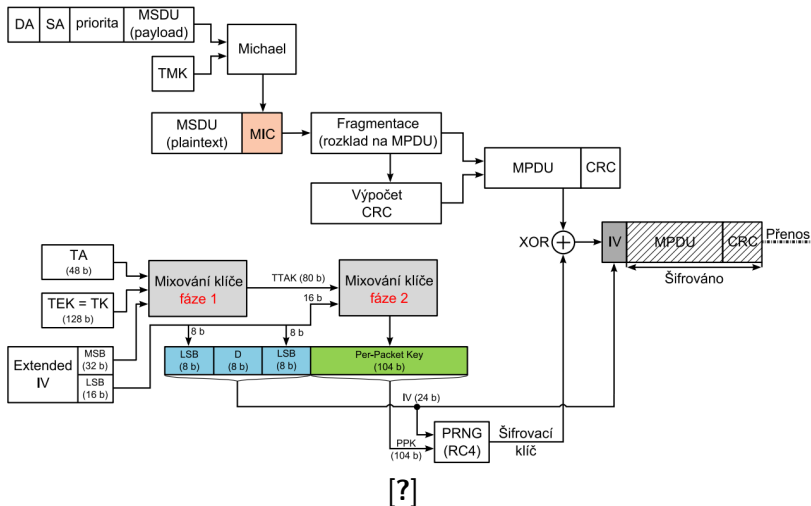 DA SA priorita MSDU
(payload)
Michael
TMK
MSDU
(plaintext)
MIC
Fragmentace
(rozklad na MPDU)
Výpočet
CRC
MPDU CRC
XOR
IV MPDU CRC
Přenos
Šifrováno
TA
(48 b)
TEK = TK
(128 b)
Mixování klíče
fáze 1
TTAK (80 b)
16 b
Mixování klíče
fáze 2
Extended
IV
MSB
(32 b)
LSB
(16 b)
8 b
8 b
LSB
(8 b)
D
(8 b)
LSB
(8 b)
Per-Packet Key
(104 b)
IV (24 b)
PPK
(104 b)
PRNG
(RC4)
Šifrovací
klíč
[?]